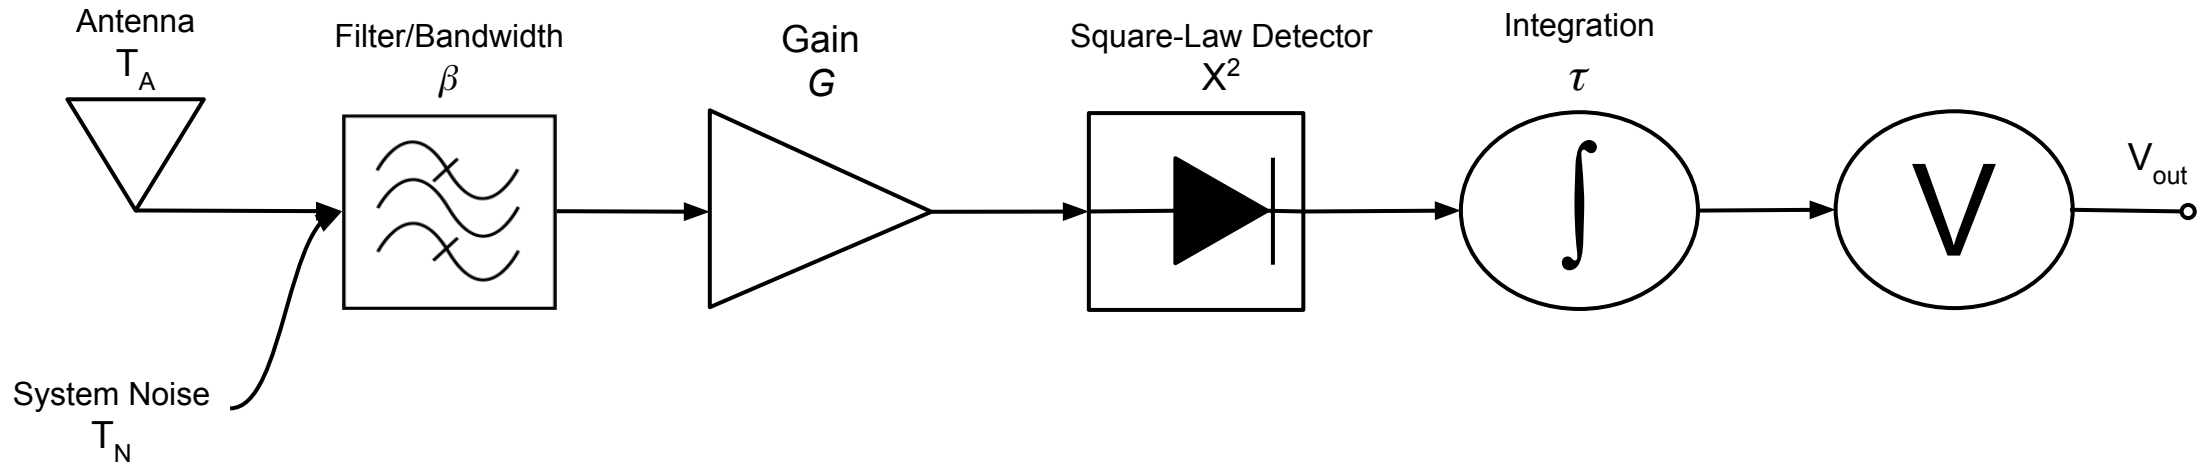 Antenna
T_A
Filter/Bandwidth
β
Gain
G
Square-Law Detector
X²
Integration
τ
∫
V
V_out
System Noise
T_N